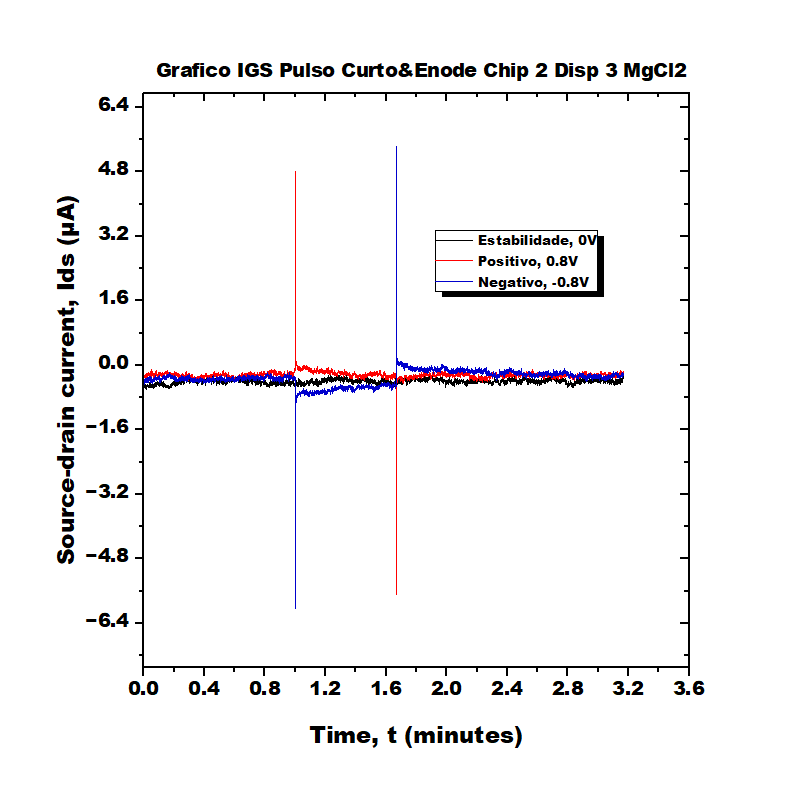 Grafico IGS Pulso Curto&Enode Chip 2 Disp 3 MgCl2
6.4
4.8
3.2
1.6
0.0
−1.6
−3.2
−4.8
−6.4
Source-drain current, Ids (µA)
Estabilidade, 0V
Positivo, 0.8V
Negativo, -0.8V
0.0 0.4 0.8 1.2 1.6 2.0 2.4 2.8 3.2 3.6
Time, t (minutes)